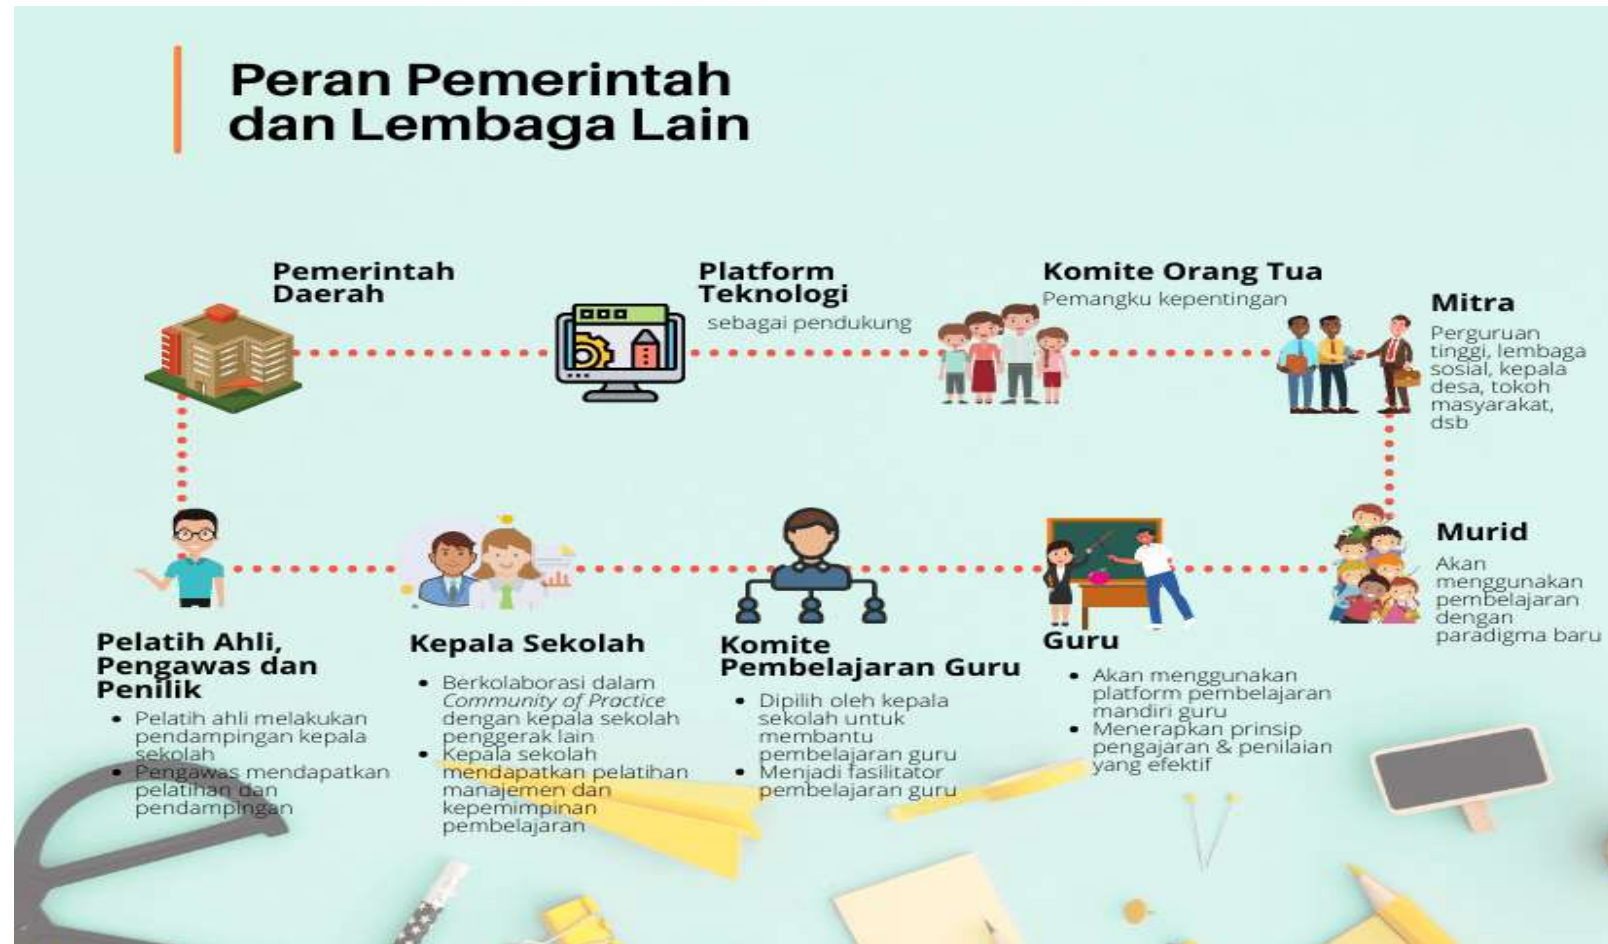 Peran Pemerintah
dan Lembaga Lain
Pemerintah
Daerah
Platform
Teknologi
sebagai pendukung
Komite Orang Tua
Pemangku kepentingan
Mitra
Perguruan
tinggi, lembaga
sosial, kepala
desa, tokoh
masyarakat,
dsb
Pelatih Ahli,
Pengawas dan
Penilik
• Pelatih ahli melakukan
pendampingan kepala
sekolah
• Pengawas mendapatkan
pelatihan dan
pendampingan
Kepala Sekolah
• Berkolaborasi dalam
Community of Practice
dengan kepala sekolah
penggerak lain
• Kepala sekolah
mendapatkan pelatihan
manajemen dan
kepemimpinan
pembelajaran
Komite
Pembelajaran Guru
• Dipilih oleh kepala
sekolah untuk
membantu
pembelajaran guru
• Menjadi fasilitator
pembelajaran guru
Guru
• Akan menggunakan
platform pembelajaran
mandiri guru
• Menerapkan prinsip
pengajaran & penilaian
yang efektif
Murid
Akan
menggunakan
pembelajaran
dengan
paradigma baru